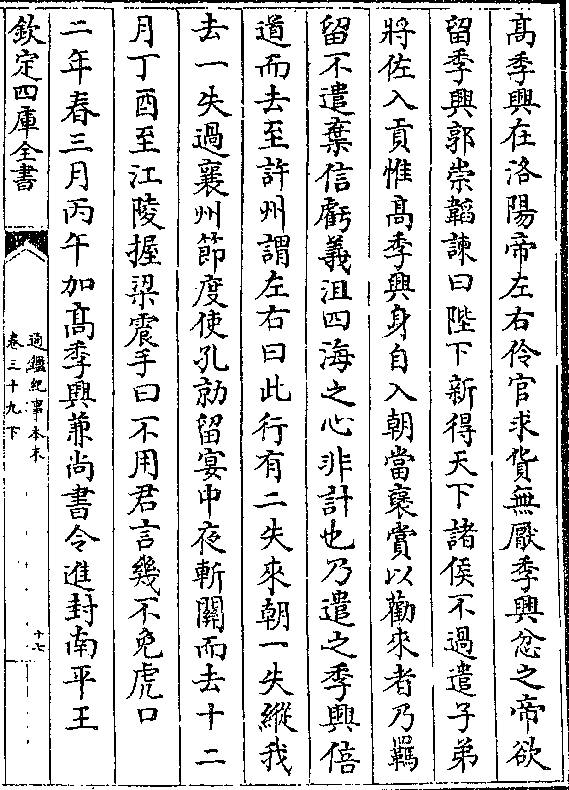 高季興在洛陽帝左右伶官求貨無厭季興忿之帝欲
留季興郭崇韜諫曰陛下新得天下諸侯不過遣子弟
將佐入貢惟髙季興身自入朝當褒賞以勸來者乃羈
留不遣棄信虧義沮四海之心非計也乃遣之季興倍
道而去至許州謂左右曰此行有二失來朝一失縱我
去一失過襄州節度使孔勍留宴中夜斬關而去十二
月丁酉至江陵握梁震手曰不用君言幾不免虎口
二年春三月丙午加髙季興兼尚書令進封南平王
欽定四庫全書
通鑑紀事本末
卷三十九下
十七